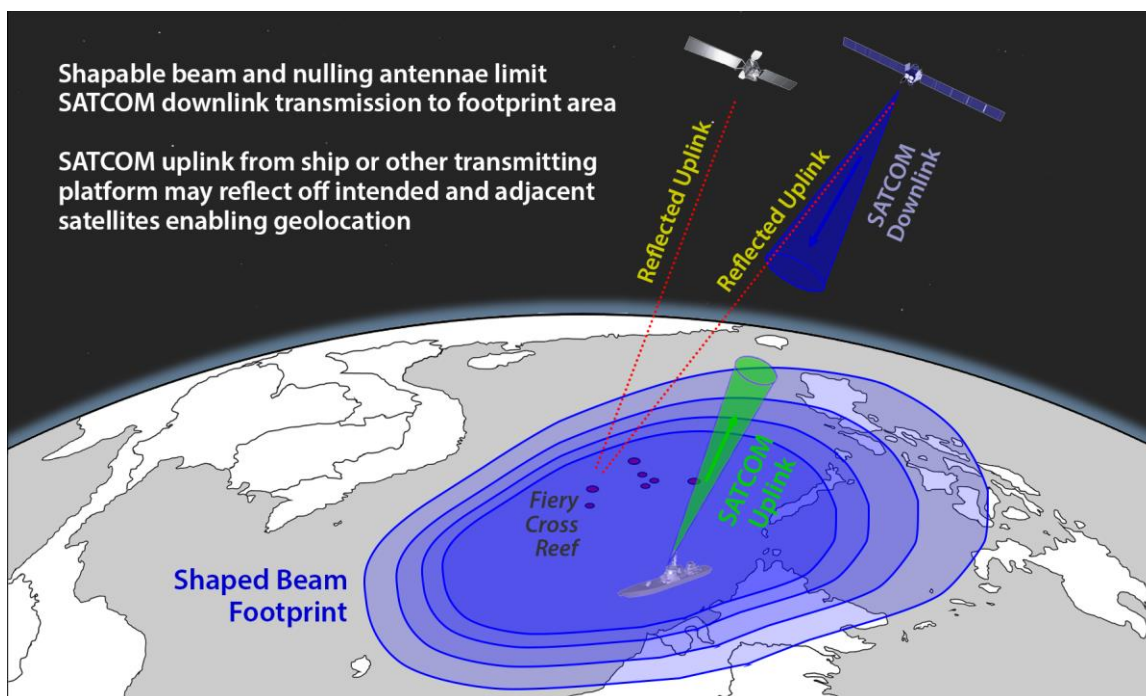 Shapable beam and nulling antennae limit
SATCOM downlink transmission to footprint area
SATCOM uplink from ship or other transmitting
platform may reflect off intended and adjacent
satellites enabling geolocation
Reflected Uplink
Reflected Uplink
SATCOM
Downlink
SATCOM
Uplink
Fiery
Cross
Reef
Shaped Beam
Footprint